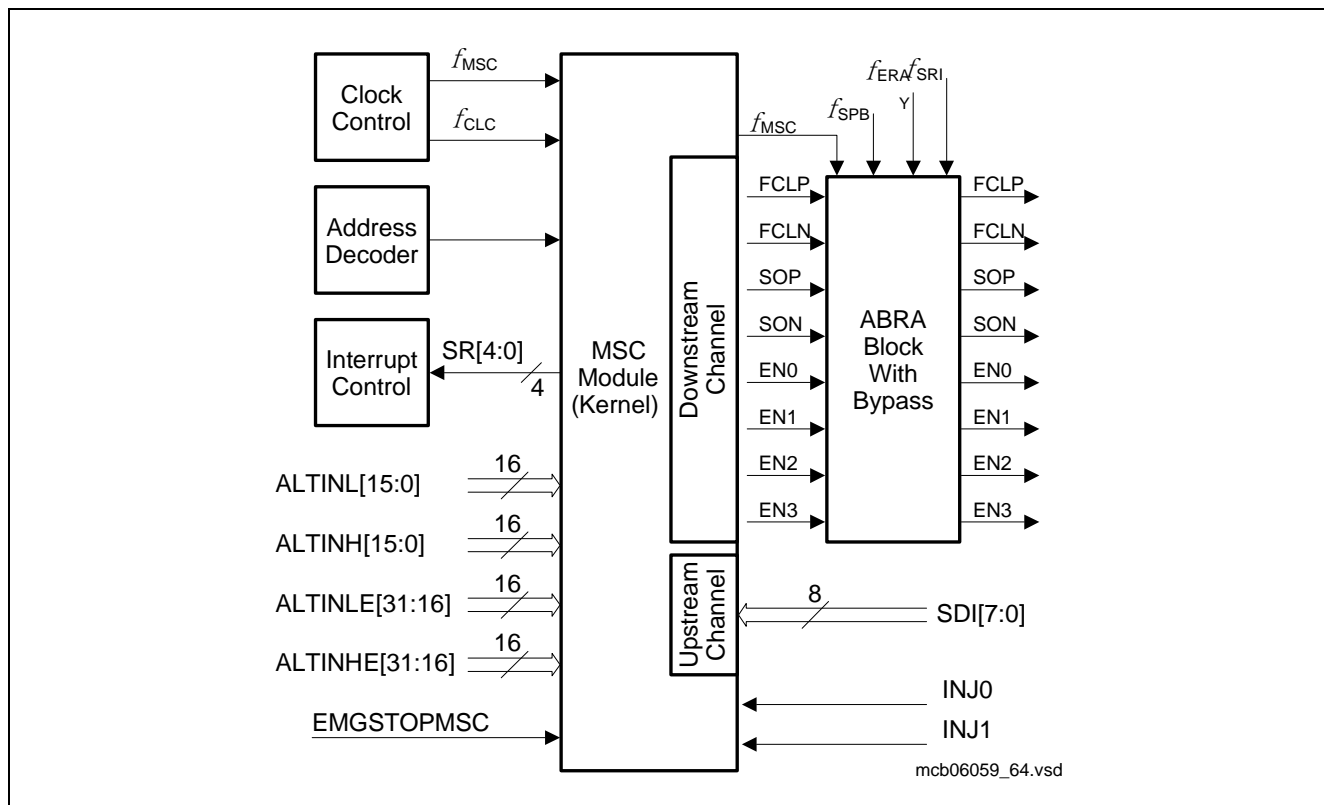 Clock
Control
fMSC
fCLC
Address
Decoder
Interrupt
Control
SR[4:0]
4
ALTINL[15:0]
16
ALTINH[15:0]
16
ALTINLE[31:16]
16
ALTINHE[31:16]
16
EMGSTOPMSC
MSC
Module
(Kernel)
Downstream
Channel
Upstream
Channel
fMSC
fSPB
fERA
Y
fSRI
FCLP
FCLN
SOP
SON
EN0
EN1
EN2
EN3
ABRA
Block
With
Bypass
FCLP
FCLN
SOP
SON
EN0
EN1
EN2
EN3
8
SDI[7:0]
INJ0
INJ1
mcb06059_64.vsd